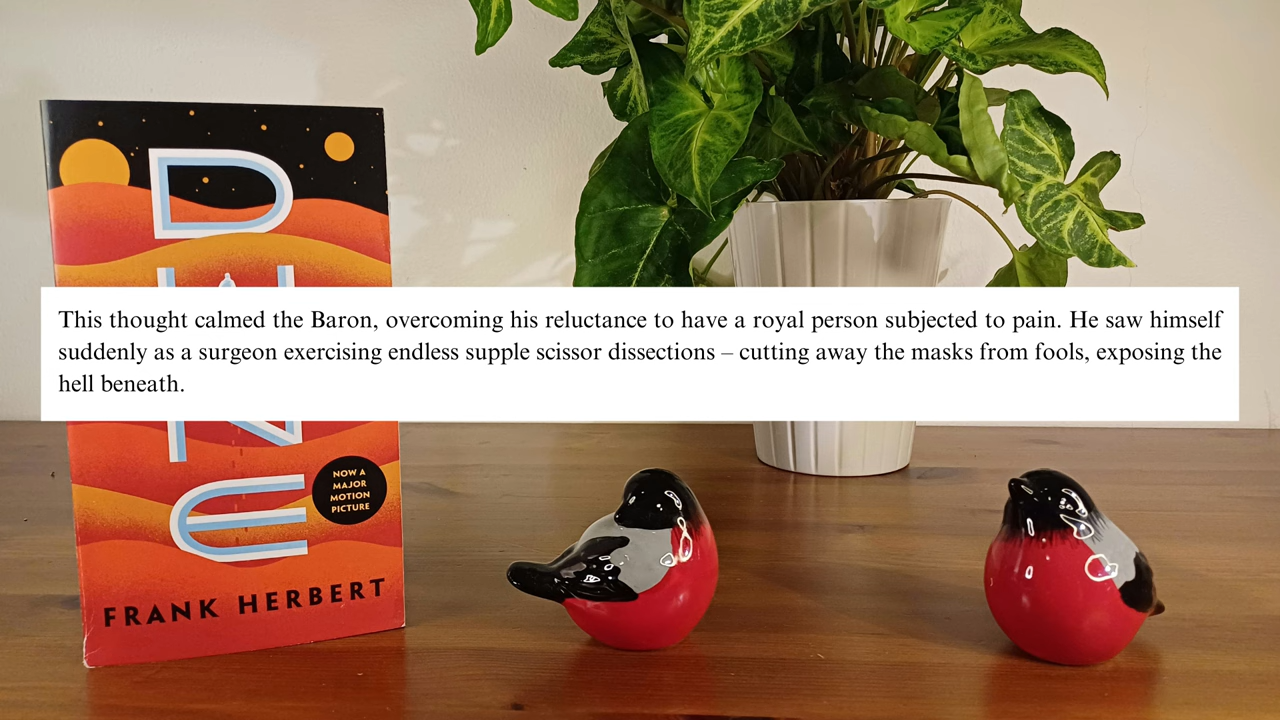 DUNE
This thought calmed the Baron, overcoming his reluctance to have a royal person subjected to pain. He saw himself
suddenly as a surgeon exercising endless supple scissor dissections – cutting away the masks from fools, exposing the
hell beneath.
NOW A
MAJOR
MOTION
PICTURE
FRANK HERBERT